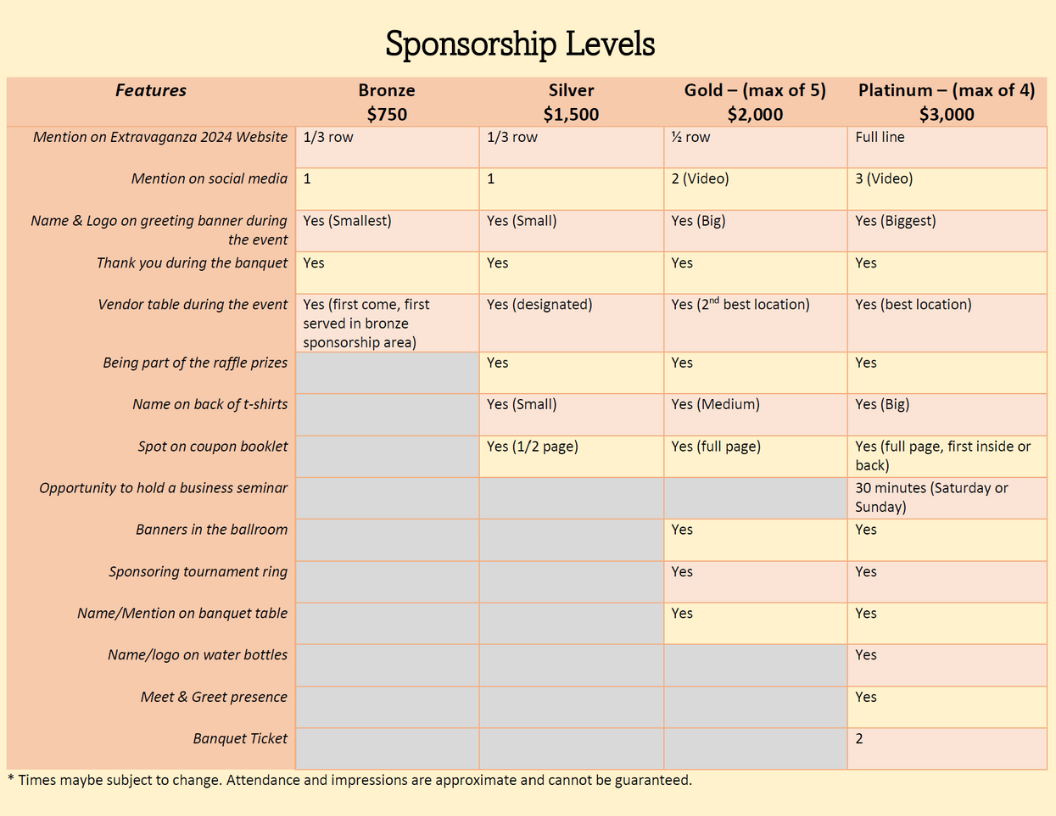 Sponsorship Levels
Features Bronze Silver Gold – (max of 5) Platinum – (max of 4)
$750 $1,500 $2,000 $3,000
Mention on Extravaganza 2024 Website 1/3 row 1/3 row ½ row Full line
Mention on social media 1 1 2 (Video) 3 (Video)
Name & Logo on greeting banner during Yes (Smallest) Yes (Small) Yes (Big) Yes (Biggest)
the event
Thank you during the banquet Yes Yes Yes Yes
Vendor table during the event Yes (first come, first Yes (designated) Yes (2nd best location) Yes (best location)
served in bronze
sponsorship area)
Being part of the raffle prizes Yes Yes Yes
Name on back of t-shirts Yes (Small) Yes (Medium) Yes (Big)
Spot on coupon booklet Yes (1/2 page) Yes (full page) Yes (full page, first inside or
back)
Opportunity to hold a business seminar 30 minutes (Saturday or
Sunday)
Banners in the ballroom Yes Yes
Sponsoring tournament ring Yes Yes
Name/Mention on banquet table Yes Yes
Name/logo on water bottles Yes
Meet & Greet presence Yes
Banquet Ticket 2
* Times maybe subject to change. Attendance and impressions are approximate and cannot be guaranteed.